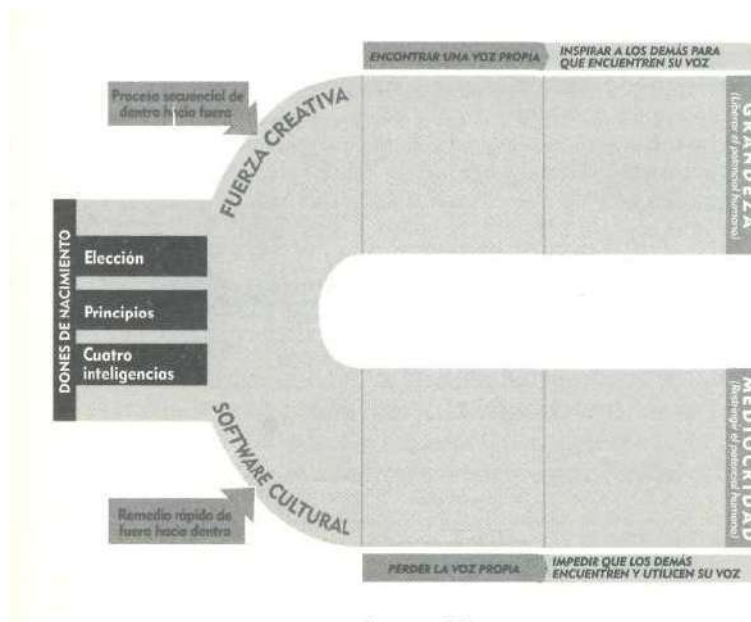 ENCONTRAR UNA VOZ PROPIA
INSPIRAR A LOS DEMÁS PARA
QUE ENCUENTREN SU VOZ
Proceso secuencial de
dentro hacia fuera
FUERZA CREATIVA
GRANDEZA
(Liberar el potencial humano)
DONES DE NACIMIENTO
Elección
Principios
Cuatro
inteligencias
SOFTWARE CULTURAL
MEDIOCRIDAD
(Restringir el potencial humano)
Remedio rápido de
fuera hacia dentro
PERDER LA VOZ PROPIA
IMPEDIR QUE LOS DEMÁS
ENCUENTREN Y UTILICEN SU VOZ